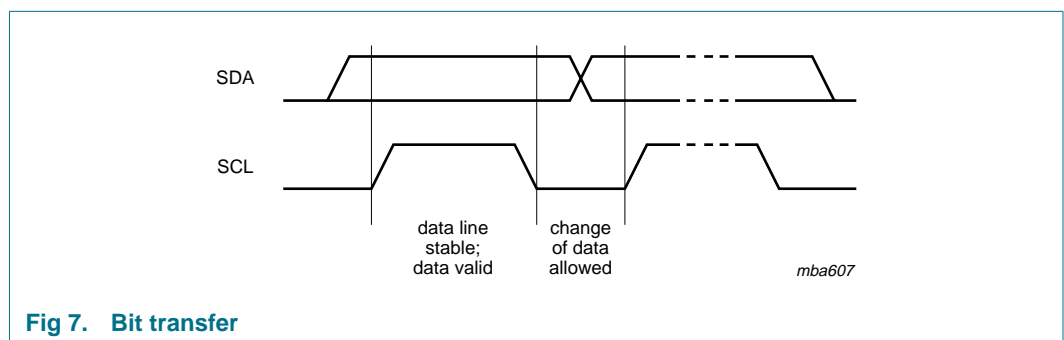 SDA
SCL
data line
stable;
data valid
change
of data
allowed
mba607
Fig 7. Bit transfer